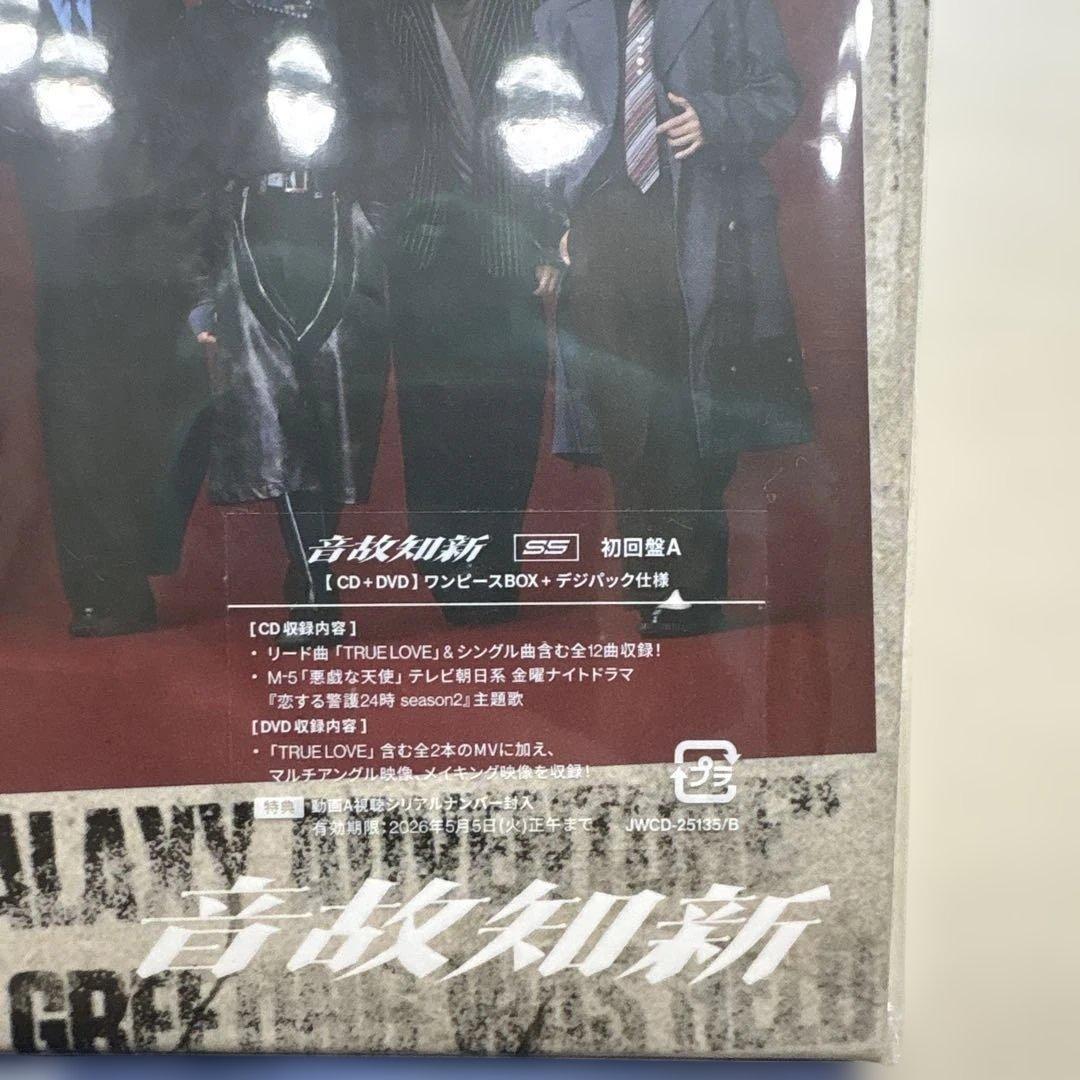 音故知新 SS 初回盤A
【CD+DVD】ワンピースBOX+デジパック仕様
[CD収録内容]
・リード曲「TRUE LOVE」&シングル曲含む全12曲収録!
・M-5「悪戯な天使」テレビ朝日系 金曜ナイトドラマ
『恋する警護24時 season2』主題歌
[DVD収録内容]
・「TRUE LOVE」含む全2本のMVに加え、
マルチアングル映像、メイキング映像を収録!
特典 動画A視聴シリアルナンバー封入
有効期限:2026年5月5日(火)正午まで
プラ
JWCD-25135/B
音故知新